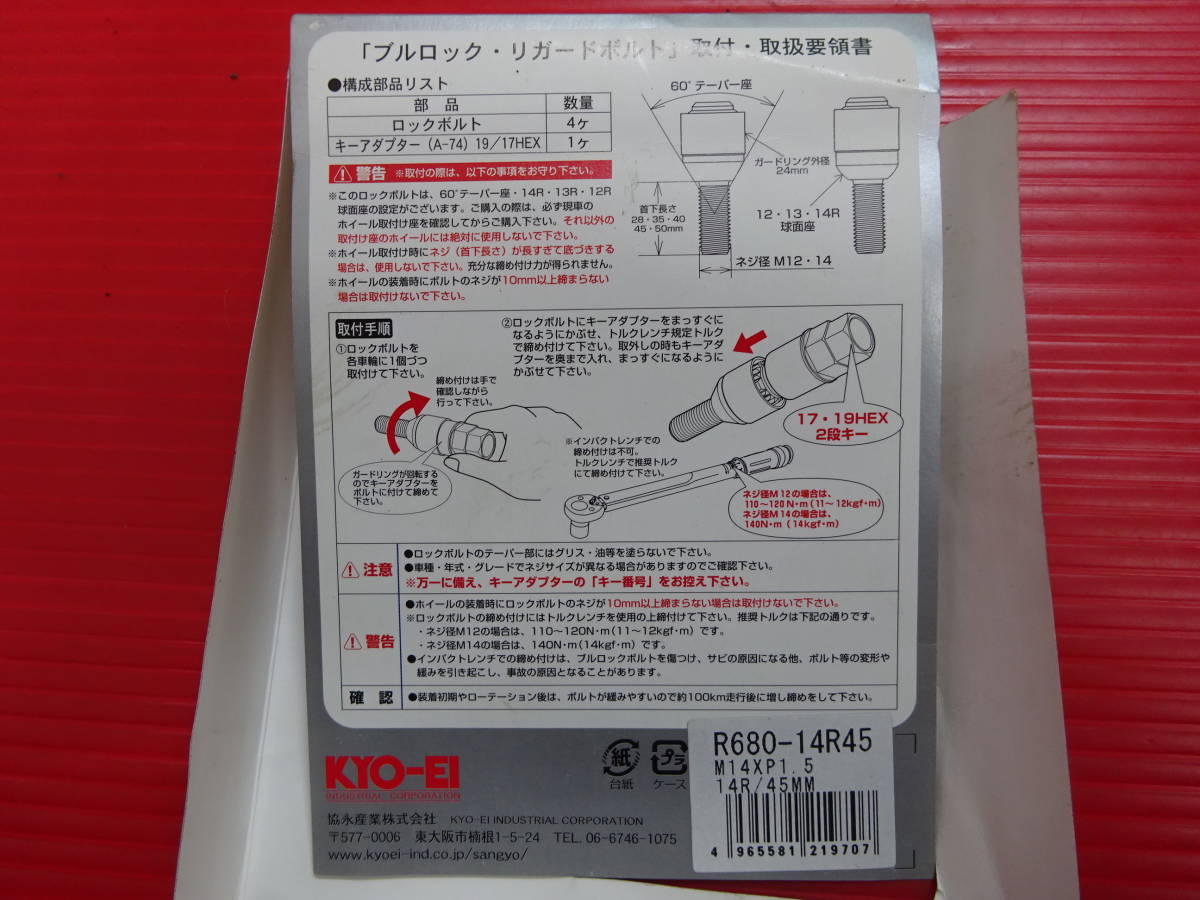 「ブルロック・リガードボルト」取付・取扱要領書
●構成部品リスト
部 品 数量
ロックボルト 4ヶ
キーアダプター (A-74) 19/17HEX 1ヶ
警告 ※取付の際は、以下の事項をお守り下さい。
※このロックボルトは、60°テーパー座・14R・13R・12R
球面座の設定がございます。ご購入の際は、必ず現車の
ホイール取付け座を確認してからご購入下さい。それ以外の
取付け座のホイールには絶対に使用しないで下さい。
※ホイール取付け時にネジ(首下長さ)が長すぎて底づきする
場合は、使用しないで下さい。充分な締め付け力が得られません。
※ホイールの装着時にボルトのネジが10mm以上締まらない
場合は取付けないで下さい。
60°テーパー座
ガードリング外径
24mm
首下長さ
28・35・40
45・50mm
12・13・14R
球面座
ネジ径 M12・14
取付手順
①ロックボルトを
各車輪に1個づつ
取付けて下さい。
締め付けは手で
確認しながら
行って下さい。
ガードリングが回転する
のでキーアダプターを
ボルトに付けて締めて
下さい。
②ロックボルトにキーアダプターをまっすぐに
なるようにかぶせ、トルクレンチ規定トルク
で締め付けて下さい。取外しの時もキーアダ
プターを奥まで入れ、まっすぐになるように
かぶせて下さい。
17・19HEX
2段キー
※インパクトレンチでの
締め付けは不可。
トルクレンチで推奨トルク
にて締め付けて下さい。
ネジ径M12の場合は、
110〜120N・m(11〜12kgf・m)
ネジ径M14の場合は、
140N・m (14kgf・m)
注意
●ロックボルトのテーパー部にはグリス・油等を塗らないで下さい。
●車種・年式・グレードでネジサイズが異なる場合がありますのでご確認下さい。
※万一に備え、キーアダプターの「キー番号」をお控え下さい。
警告
●ホイールの装着時にロックボルトのネジが10mm以上締まらない場合は取付けないで下さい。
※ロックボルトの締め付けにはトルクレンチを使用の上締付けて下さい。推奨トルクは下記の通りです。
・ネジ径M12の場合は、110〜120N・m(11〜12kgf・m) です。
・ネジ径M14の場合は、140N・m(14kgf・m) です。
●インパクトレンチでの締め付けは、ブルロックボルトを傷つけ、サビの原因になる他、ボルト等の変形や
緩みを引き起こし、事故の原因となることがあります。
確 認 ●装着初期やローテーション後は、ボルトが緩みやすいので約100km走行後に増し締めをして下さい。
KYO-EI
INDUSTRIAL CORPORATION
紙
台紙
プラ
ケース
協永産業株式会社 KYO-EI INDUSTRIAL CORPORATION
〒577-0006 東大阪市楠根1-5-24 TEL. 06-6746-1075
www.kyoei-ind.co.jp/sangyo/
R680-14R45
M14XP1.5
14R/45MM
4 965581 219707